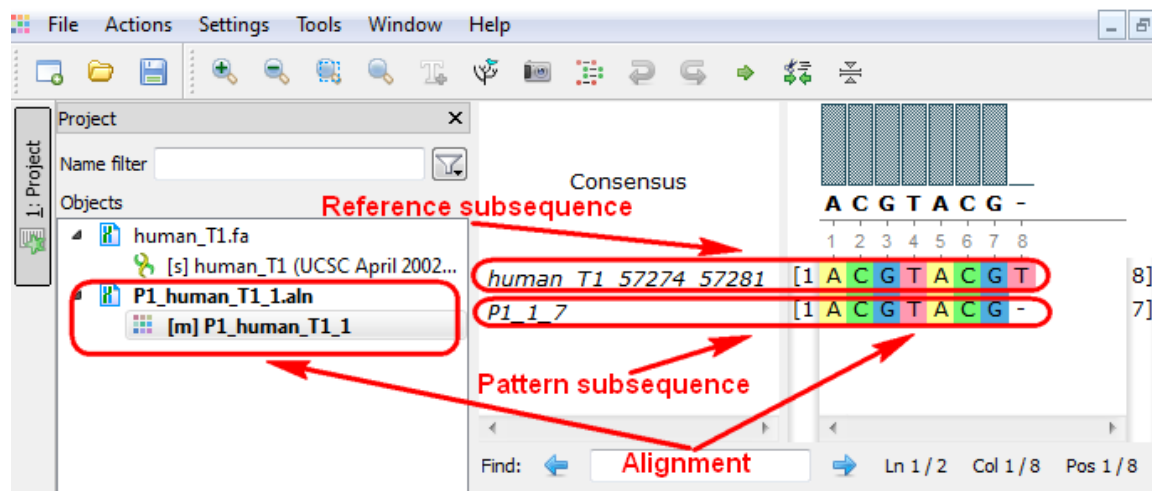 File Actions Settings Tools Window Help
1: Project
Project
Name filter
Objects
human_T1.fa
[s] human_T1 (UCSC April 2002...
P1_human_T1_1.aln
[m] P1_human_T1_1
Consensus
Reference subsequence
A C G T A C G -
1 2 3 4 5 6 7 8
human_T1_57274_57281 [1 A C G T A C G T 8]
P1_1_7 [1 A C G T A C G - 7]
Pattern subsequence
Alignment
Find: Ln 1 / 2 Col 1 / 8 Pos 1 / 8